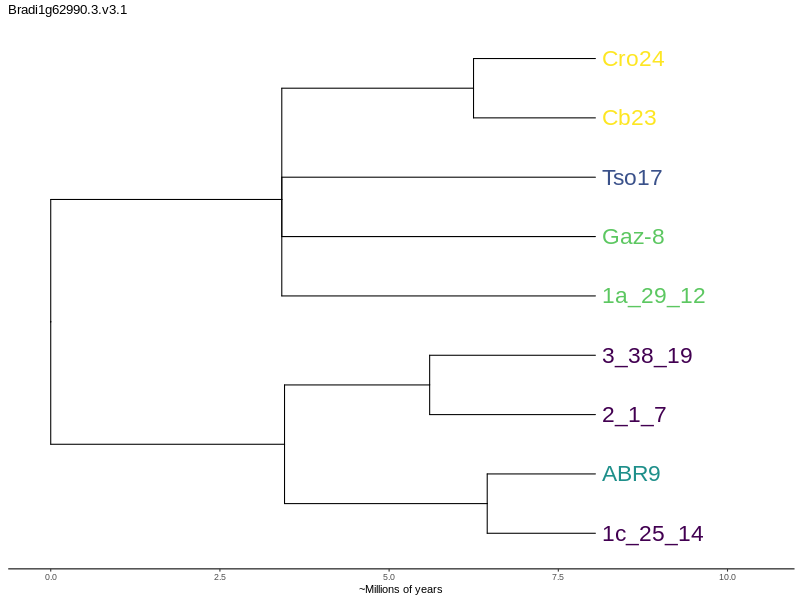 Bradi1g62990.3.v3.1
Cro24
Cb23
Tso17
Gaz-8
1a_29_12
3_38_19
2_1_7
ABR9
1c_25_14
0.0 2.5 5.0 7.5 10.0
~Millions of years